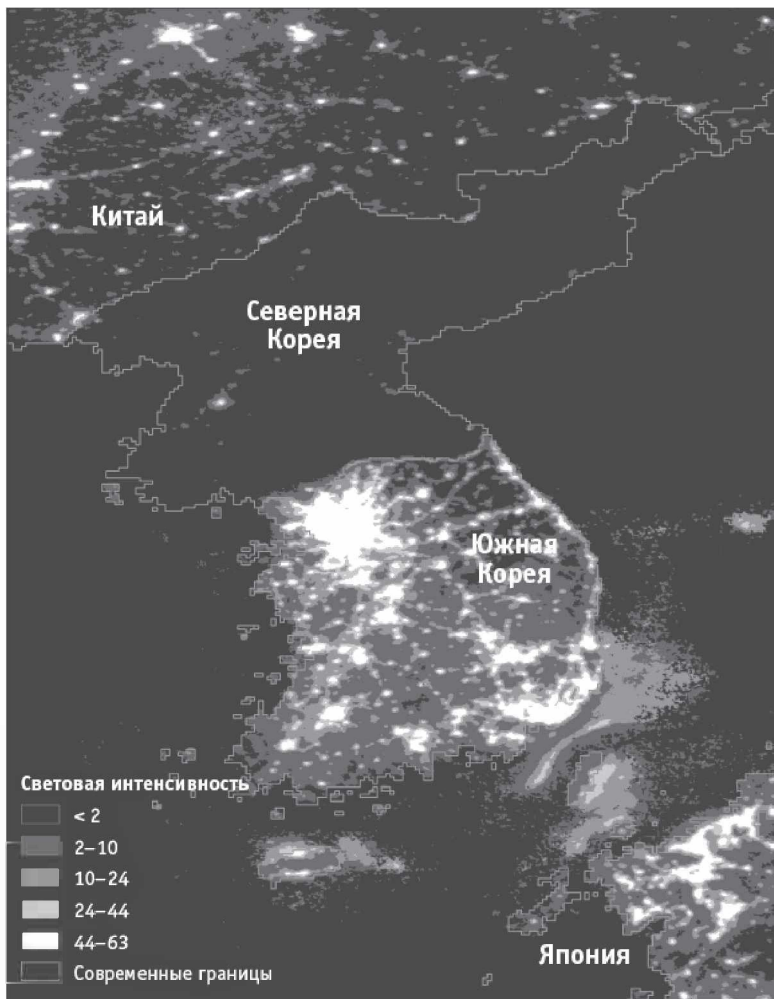 Китай
Северная
Корея
Южная
Корея
Световая интенсивность
< 2
2–10
10–24
24–44
44–63
Современные границы
Япония